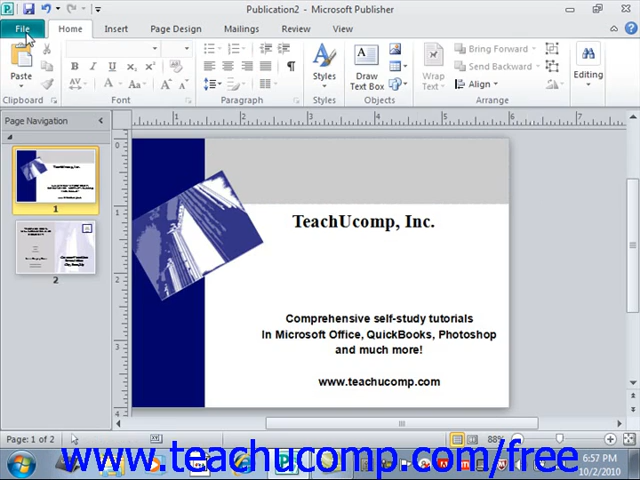 Publication2 - Microsoft Publisher
File Home Insert Page Design Mailings Review View
Paste
Styles
Draw
Text Box
Wrap
Text
Bring Forward
Send Backward
Align
Editing
Clipboard Font Paragraph Styles Objects Arrange
Page Navigation
1
2
TeachUcomp, Inc.
Comprehensive self-study tutorials
In Microsoft Office, QuickBooks, Photoshop
and much more!
www.teachucomp.com
Page: 1 of 2
88%
www.teachucomp.com/free
6:57 PM
10/2/2010